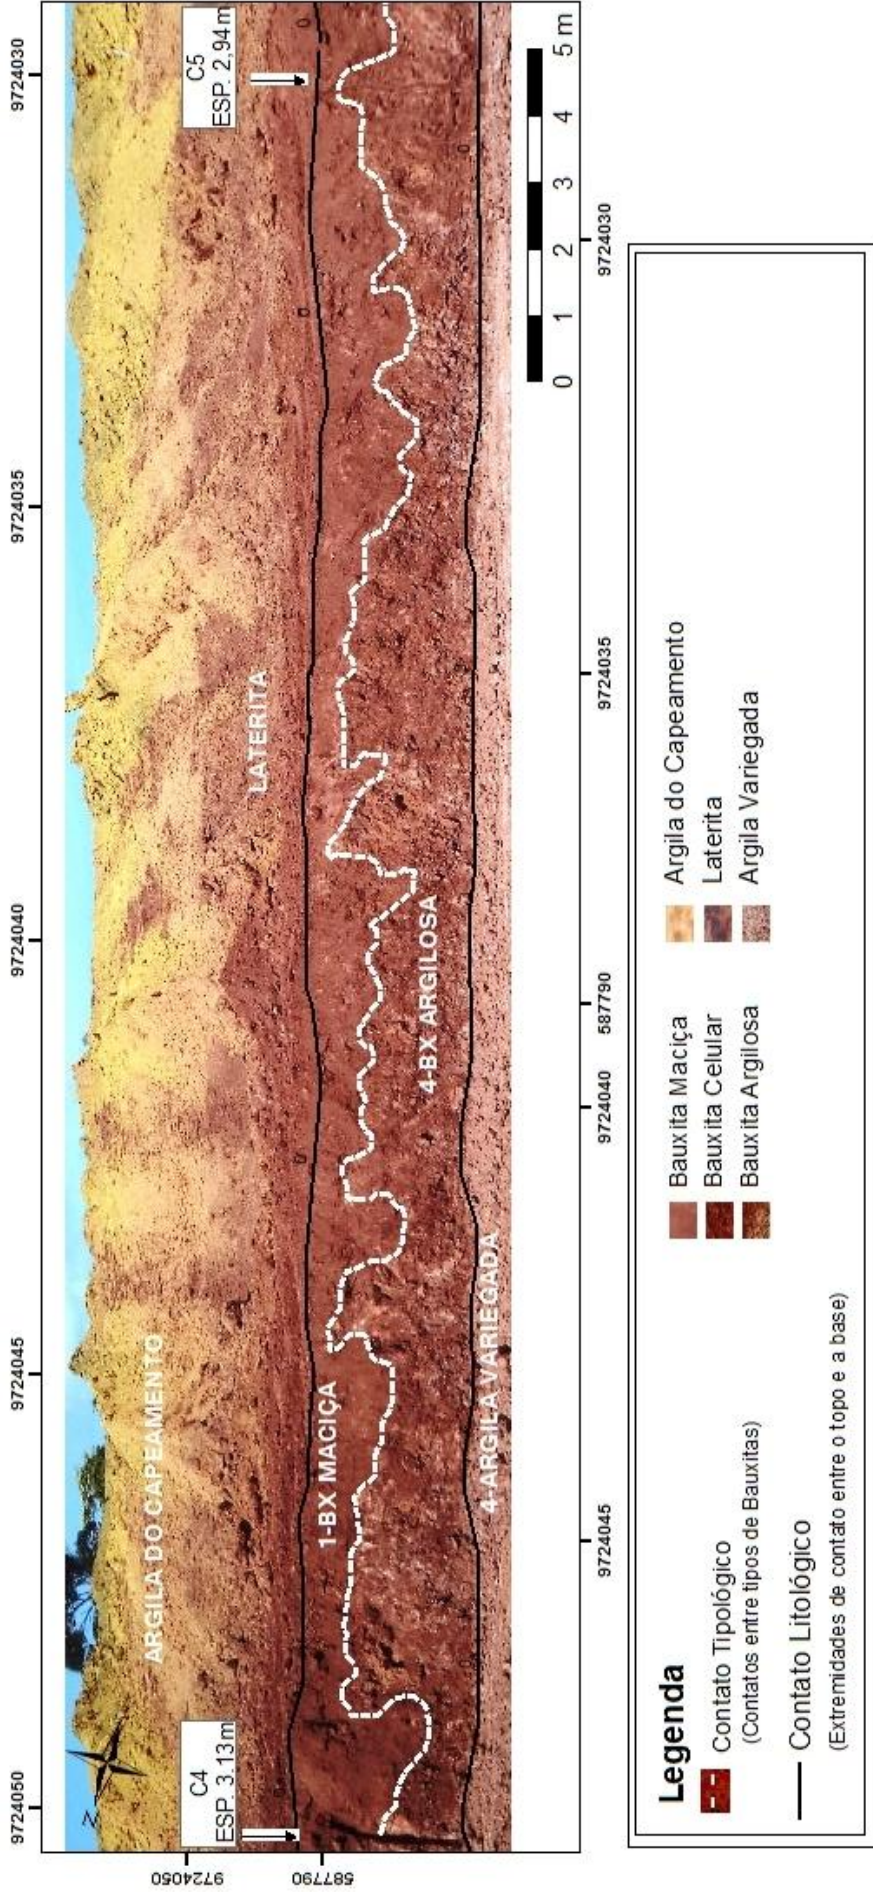 9724050
9724045
9724040
9724035
9724030
C4
ESP. 3.13m
C5
ESP. 2,94m
N
ARGILA DO CAPEAMENTO
LATERITA
1-BX MACIÇA
4-BX ARGILOSA
4-ARGILA VARIEGADA
9724050
587790
0 1 2 3 4 5 m
9724045
9724040
587790
9724035
9724030
Legenda
Contato Tipológico
(Contatos entre tipos de Bauxitas)
Contato Litológico
(Extremidades de contato entre o topo e a base)
Bauxita Maciça
Bauxita Celular
Bauxita Argilosa
Argila do Capeamento
Laterita
Argila Variegada